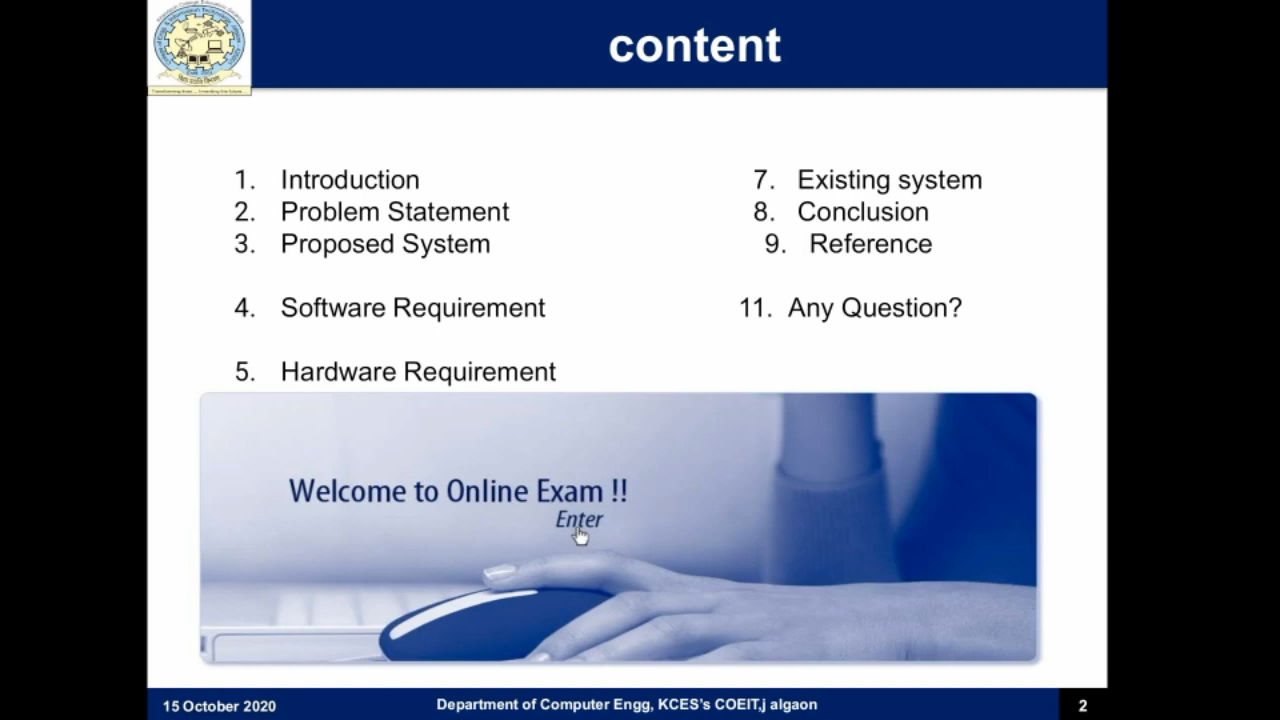 content
1. Introduction
2. Problem Statement
3. Proposed System
4. Software Requirement
5. Hardware Requirement
7. Existing system
8. Conclusion
9. Reference
11. Any Question?
Welcome to Online Exam !!
Enter
15 October 2020
Department of Computer Engg, KCES's COEIT,j algaon
2